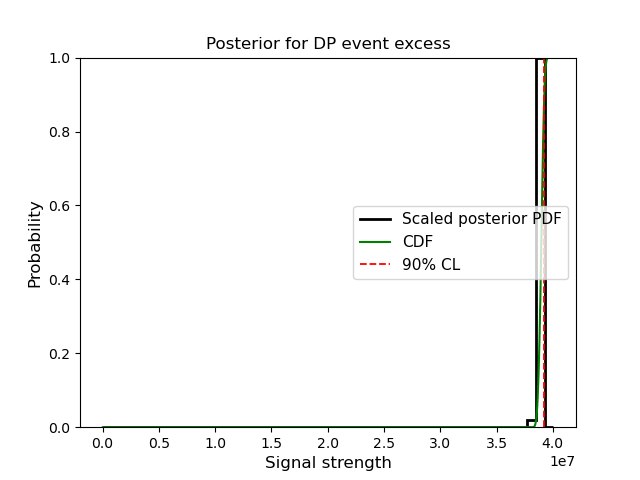 Posterior for DP event excess
1.0
0.8
0.6
0.4
0.2
0.0
Probability
Scaled posterior PDF
CDF
90% CL
0.0 0.5 1.0 1.5 2.0 2.5 3.0 3.5 4.0
1e7
Signal strength